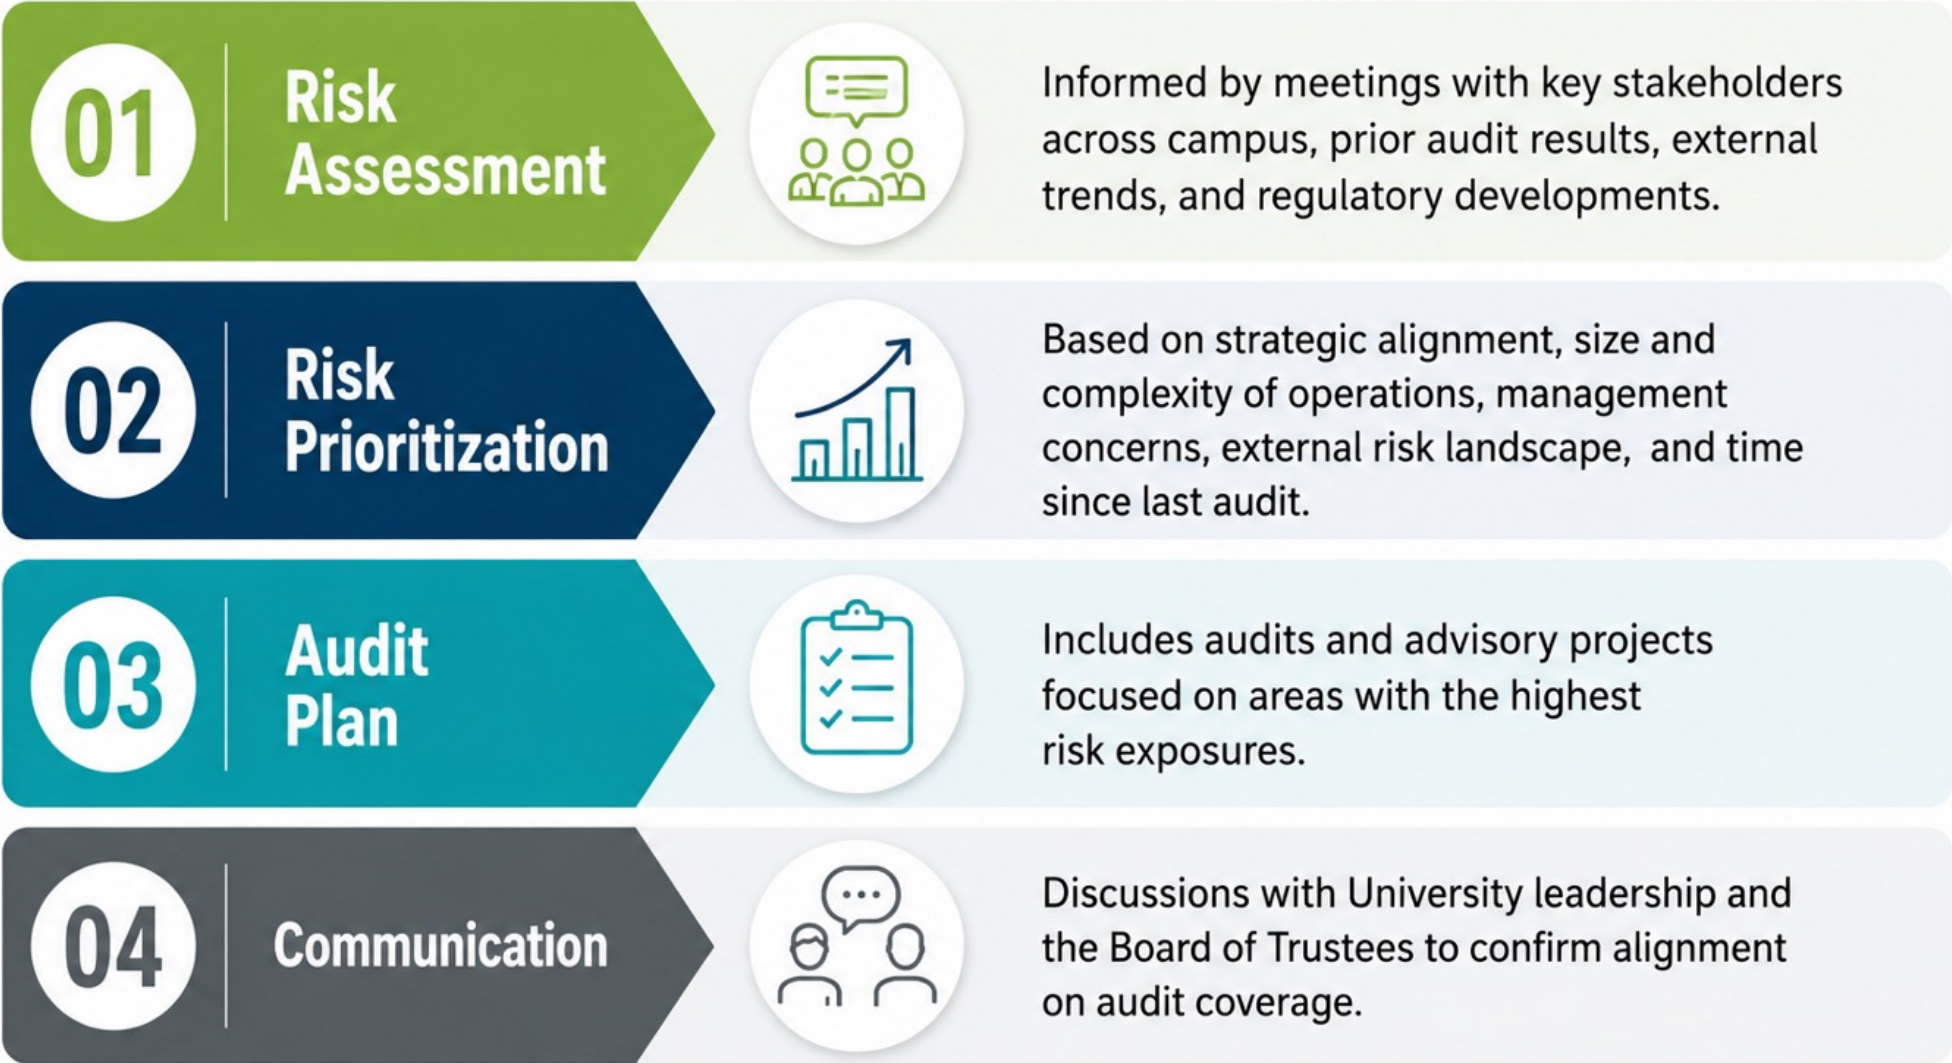 01
Risk
Assessment
Informed by meetings with key stakeholders
across campus, prior audit results, external
trends, and regulatory developments.
02
Risk
Prioritization
Based on strategic alignment, size and
complexity of operations, management
concerns, external risk landscape,  and time
since last audit.
03
Audit
Plan
Includes audits and advisory projects
focused on areas with the highest
risk exposures.
04
Communication
Discussions with University leadership and
the Board of Trustees to confirm alignment
on audit coverage.